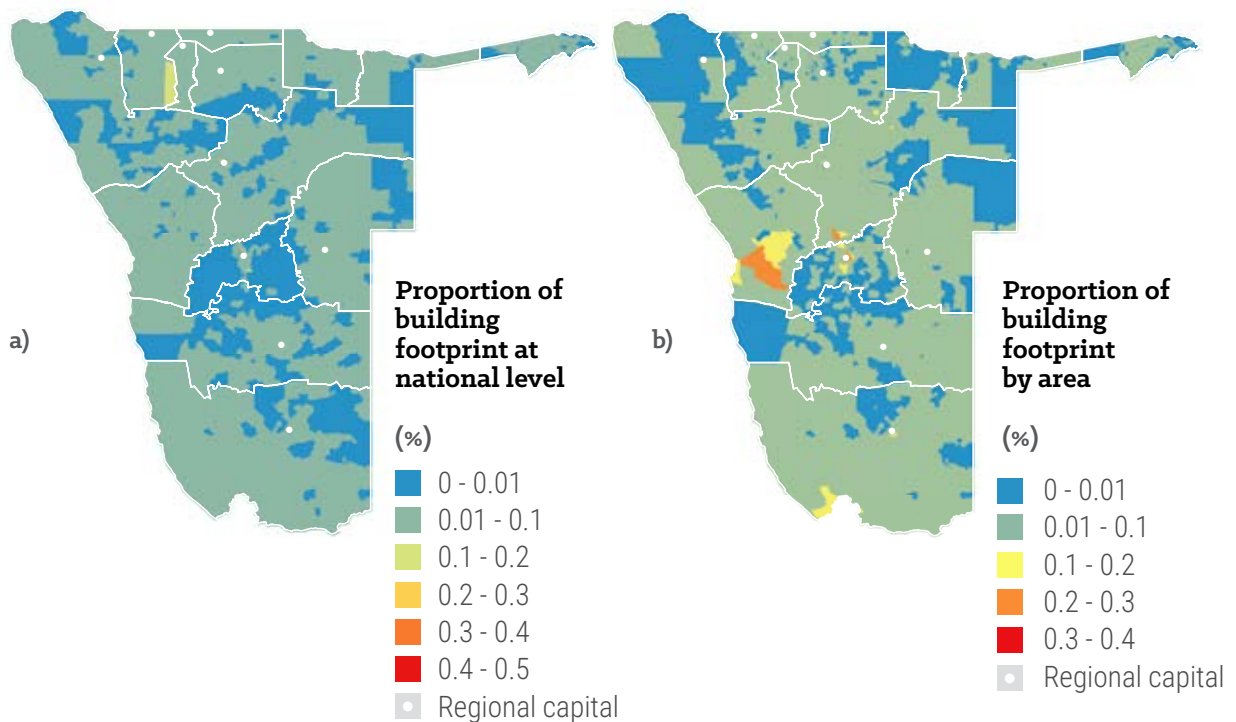 a)
Proportion of
building
footprint at
national level
(%)
0 - 0.01
0.01 - 0.1
0.1 - 0.2
0.2 - 0.3
0.3 - 0.4
0.4 - 0.5
Regional capital
b)
Proportion of
building
footprint
by area
(%)
0 - 0.01
0.01 - 0.1
0.1 - 0.2
0.2 - 0.3
0.3 - 0.4
Regional capital